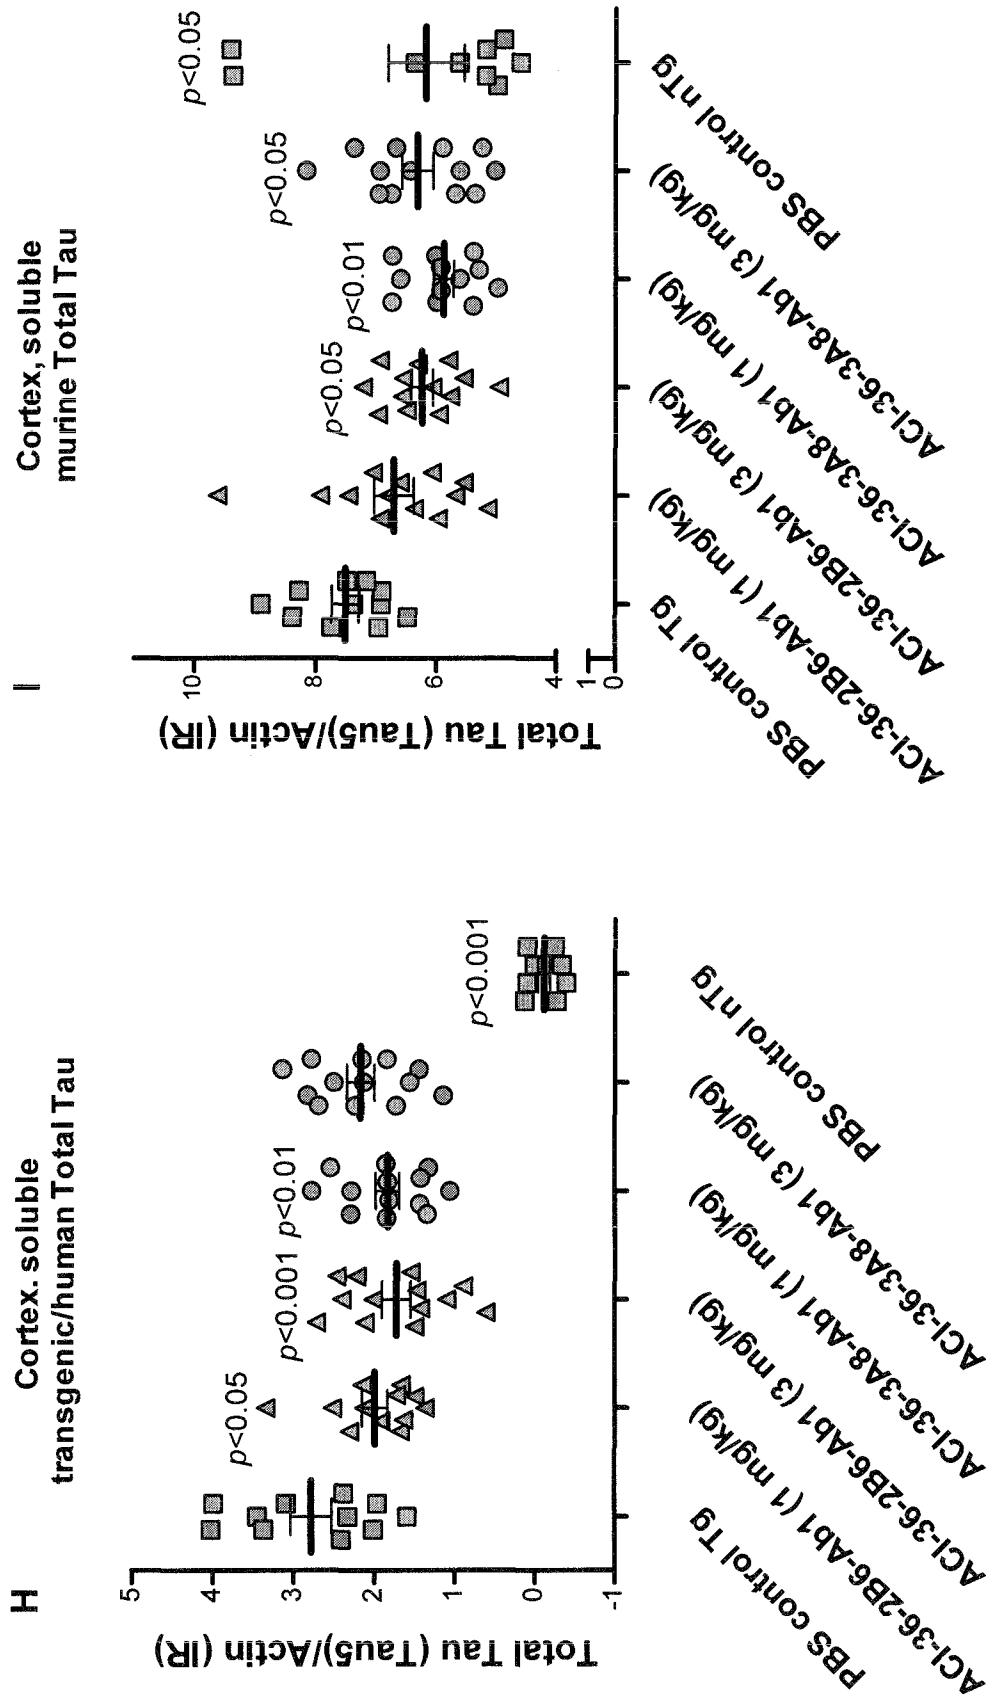 H
Cortex. soluble
transgenic/human Total Tau
Total Tau (Tau5)/Actin (IR)
5
4
3
2
1
0
-1
p<0.05
p<0.001
p<0.01
p<0.001
PBS control Tg
ACI-36-2B6-Ab1 (1 mg/kg)
ACI-36-2B6-Ab1 (3 mg/kg)
ACI-36-3A8-Ab1 (1 mg/kg)
ACI-36-3A8-Ab1 (3 mg/kg)
PBS control nTg
I
Cortex, soluble
murine Total Tau
Total Tau (Tau5)/Actin (IR)
10
8
6
4
1
0
p<0.05
p<0.01
p<0.05
p<0.05
PBS control Tg
ACI-36-2B6-Ab1 (1 mg/kg)
ACI-36-2B6-Ab1 (3 mg/kg)
ACI-36-3A8-Ab1 (1 mg/kg)
ACI-36-3A8-Ab1 (3 mg/kg)
PBS control nTg